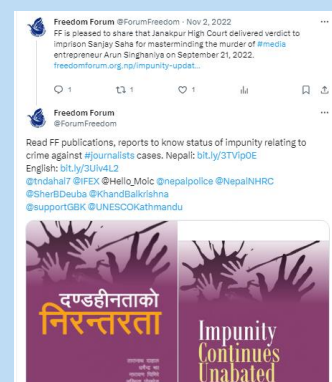 Freedom Forum @ForumFreedom · Nov 2, 2022
FF is pleased to share that Janakpur High Court delivered verdict to
imprison Sanjay Saha for masterminding the murder of #media
entrepreneur Arun Singhaniya on September 21, 2022.
freedomforum.org.np/impunity-updat...
1 1 1
Freedom Forum
@ForumFreedom
Read FF publications, reports to know status of impunity relating to
crime against #journalists cases. Nepali: bit.ly/3TVip0E
English: bit.ly/3Ulv4L2
@tndahal7 @IFEX @Hello_Moic @nepalpolice @NepalNHRC
@SherBDeuba @KhandBalkrishna
@supportGBK @UNESCOKathmandu
दण्डहीनताको
निरन्तरता
Impunity
Continues
Unabated